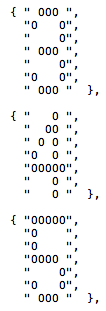 { " 000 ",
"0   0",
"    0",
" 000 ",
"    0",
"0   0",
" 000 " },
{ "   0 ",
"  00 ",
" 0 0 ",
"0  0 ",
"00000",
"   0 ",
"   0 " },
{ "00000",
"0    ",
"0    ",
"0000 ",
"    0",
"0   0",
" 000 " },